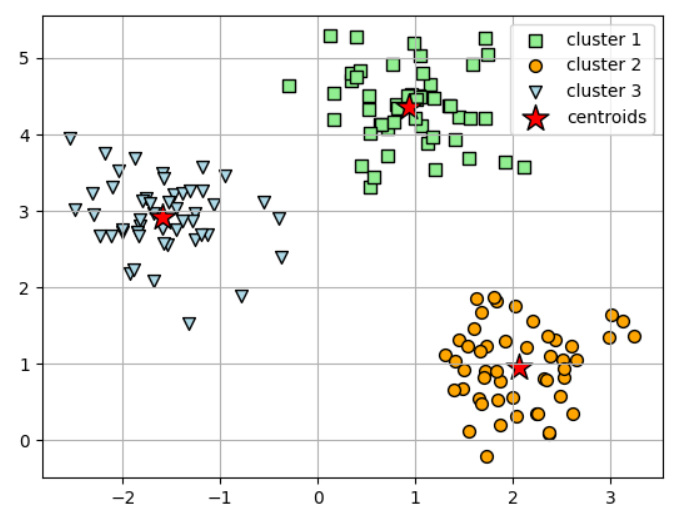 5
4
3
2
1
0
cluster 1
cluster 2
cluster 3
centroids
−2 −1 0 1 2 3